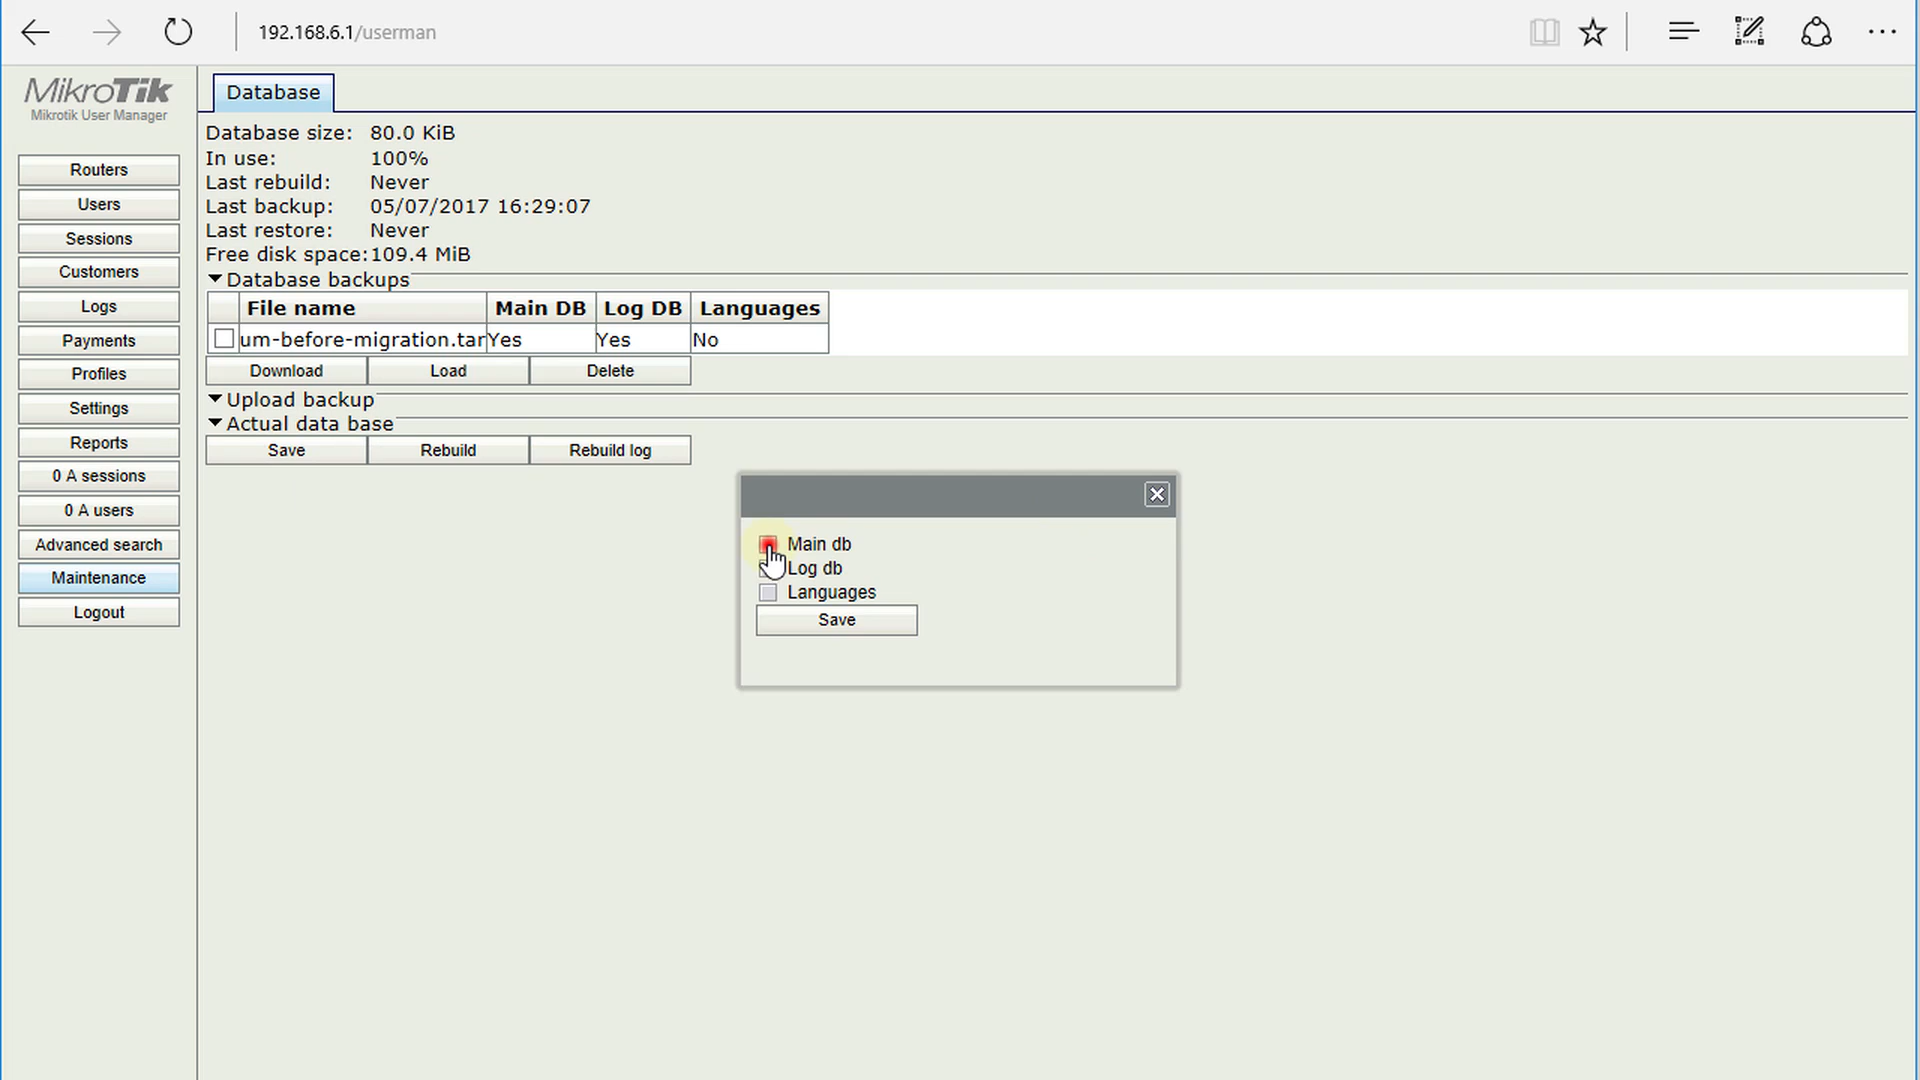 192.168.6.1/userman
MikroTik
Mikrotik User Manager
Routers
Users
Sessions
Customers
Logs
Payments
Profiles
Settings
Reports
0 A sessions
0 A users
Advanced search
Maintenance
Logout
Database
Database size: 80.0 KiB
In use: 100%
Last rebuild: Never
Last backup: 05/07/2017 16:29:07
Last restore: Never
Free disk space: 109.4 MiB
Database backups
File name Main DB Log DB Languages
um-before-migration.tar Yes Yes No
Download Load Delete
Upload backup
Actual data base
Save Rebuild Rebuild log
Main db
Log db
Languages
Save